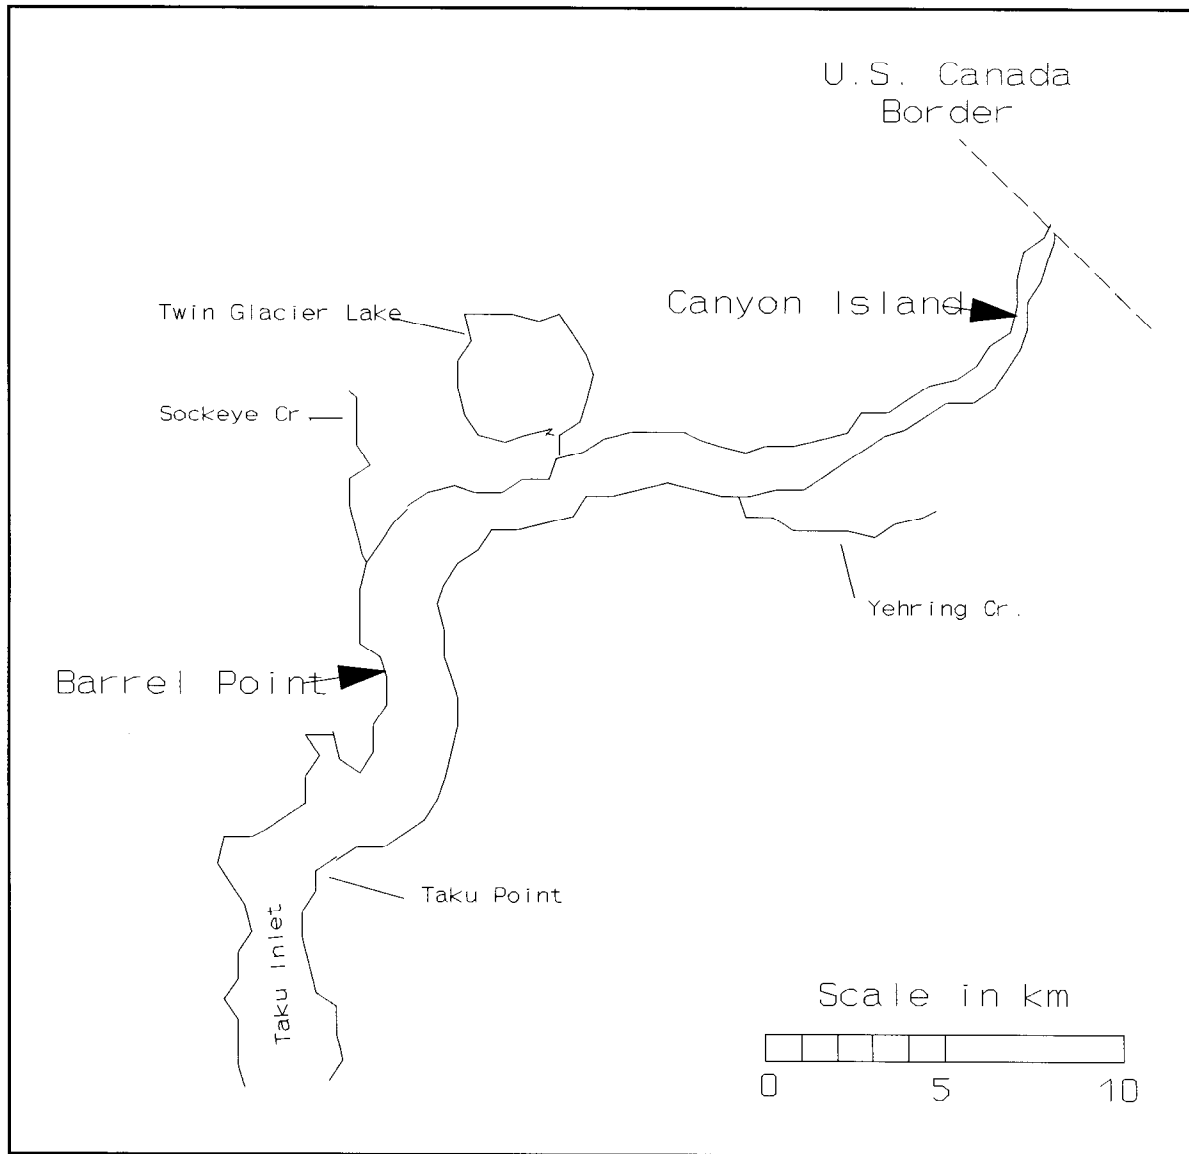 U.S. Canada
Border
Canyon Island
Twin Glacier Lake
Sockeye Cr
Yehring Cr.
Barrel Point
Taku Point
Taku Inlet
Scale in km
0 5 10